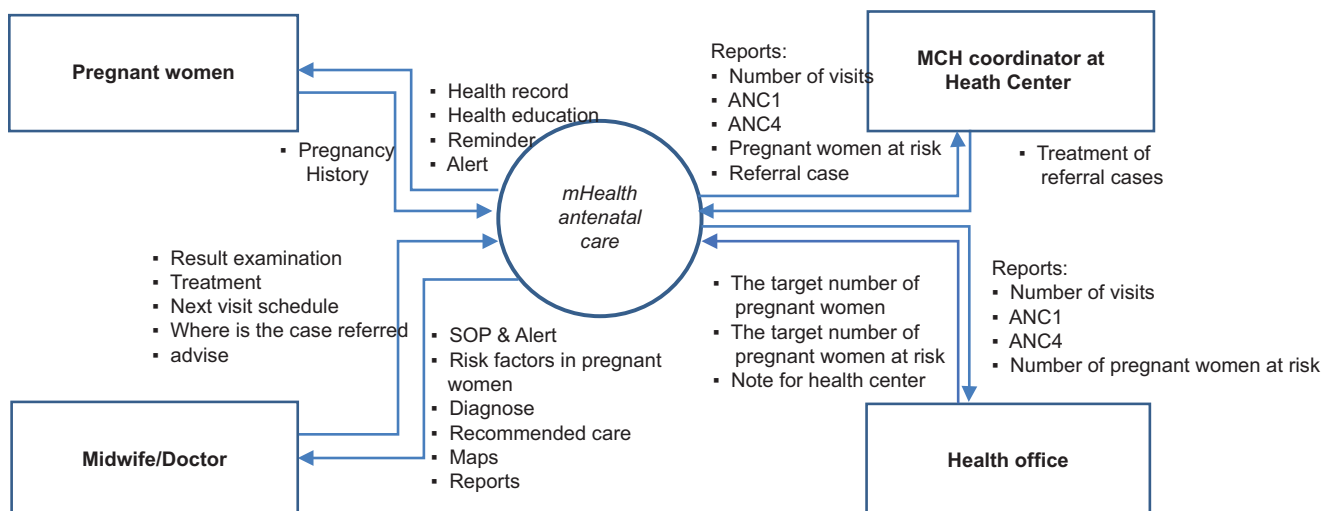 Pregnant women
▪ Health record
▪ Health education
▪ Reminder
▪ Alert
▪ Pregnancy
History
Reports:
▪ Number of visits
▪ ANC1
▪ ANC4
▪ Pregnant women at risk
▪ Referral case
MCH coordinator at
Heath Center
▪ Treatment of
referral cases
mHealth
antenatal
care
▪ Result examination
▪ Treatment
▪ Next visit schedule
▪ Where is the case referred
▪ advise
▪ SOP & Alert
▪ Risk factors in pregnant
women
▪ Diagnose
▪ Recommended care
▪ Maps
▪ Reports
Midwife/Doctor
▪ The target number of
pregnant women
▪ The target number of
pregnant women at risk
▪ Note for health center
Reports:
▪ Number of visits
▪ ANC1
▪ ANC4
▪ Number of pregnant women at risk
Health office